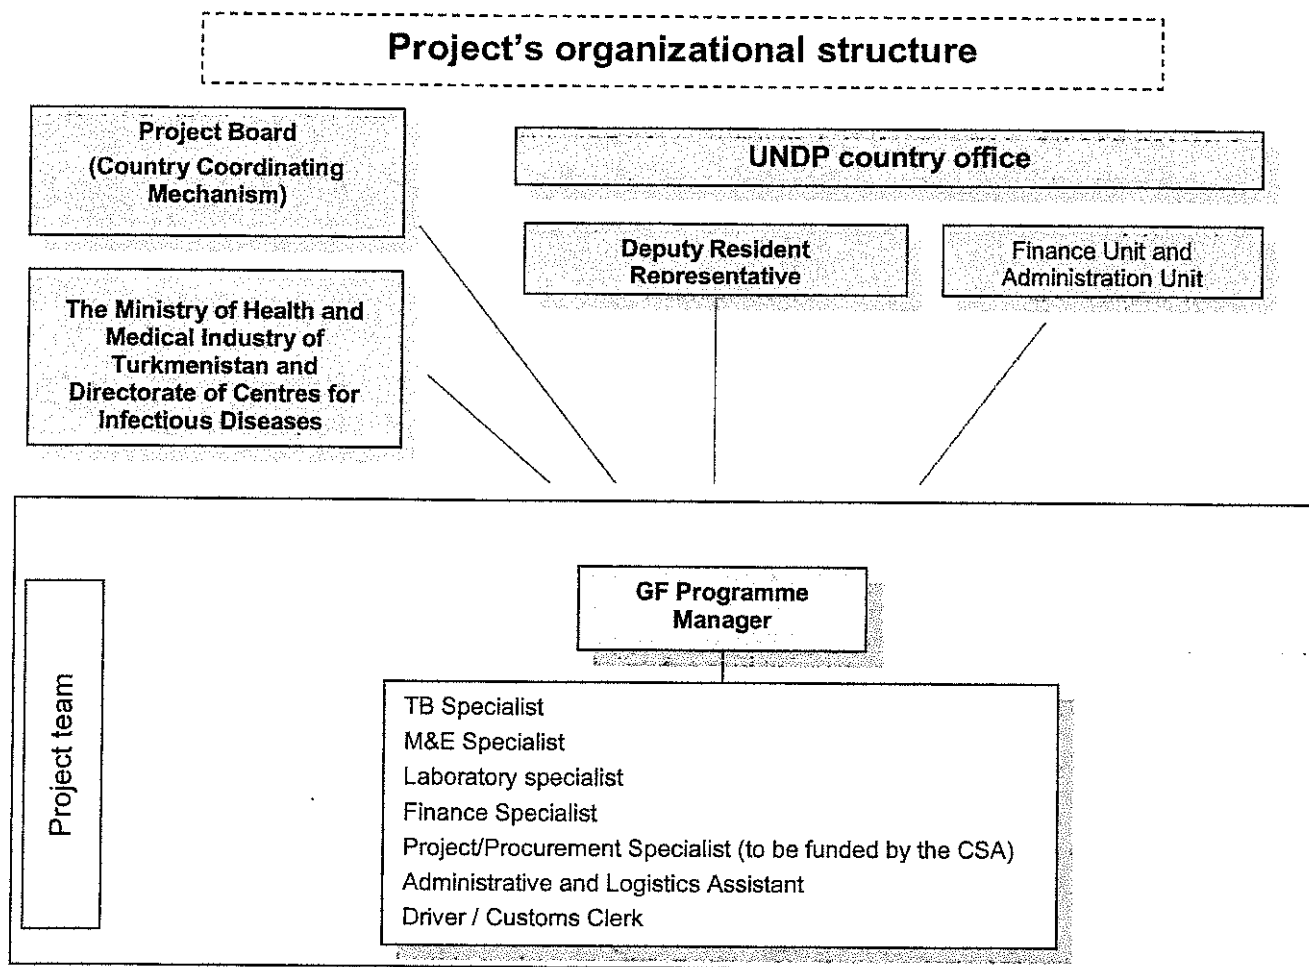 Project's organizational structure
Project Board
(Country Coordinating
Mechanism)
UNDP country office
Deputy Resident
Representative
Finance Unit and
Administration Unit
The Ministry of Health and
Medical Industry of
Turkmenistan and
Directorate of Centres for
Infectious Diseases
Project team
GF Programme
Manager
TB Specialist
M&E Specialist
Laboratory specialist
Finance Specialist
Project/Procurement Specialist (to be funded by the CSA)
Administrative and Logistics Assistant
Driver / Customs Clerk